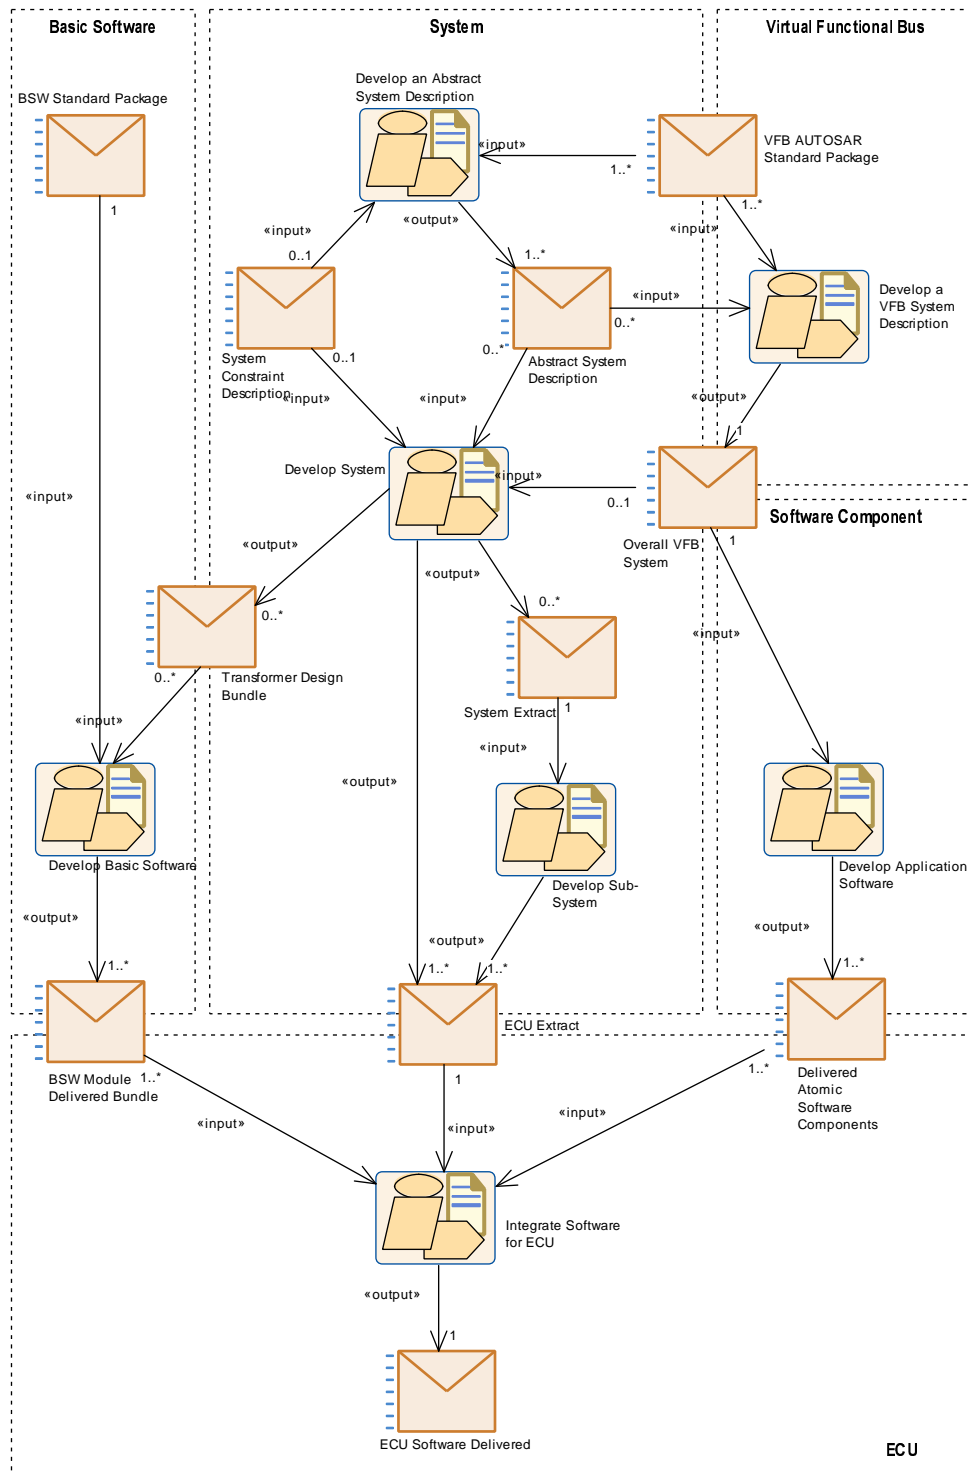 Basic Software
System
Virtual Functional Bus
Develop an Abstract
System Description
BSW Standard Package
VFB AUTOSAR
Standard Package
«input»
1..*
1
1..*
«output»
«input»
«input»
0..1
1..*
Develop a
VFB System
Description
«input»
0..*
0..1
0..*
System
Constraint
Description
Abstract System
Description
«input»
«input»
«output»
1
Develop System
«input»
«input»
0..1
Software Component
Overall VFB
System
1
«output»
«output»
0..*
0..*
«input»
0..*
Transformer Design
Bundle
System Extract
1
«input»
«input»
«output»
Develop Basic Software
Develop Sub-
System
Develop Application
Software
«output»
«output»
«output»
1..*
1..*
1..*
1..*
ECU Extract
BSW Module
Delivered Bundle
1..*
1
1..*
Delivered
Atomic
Software
Components
«input»
«input»
«input»
Integrate Software
for ECU
«output»
1
ECU Software Delivered
ECU